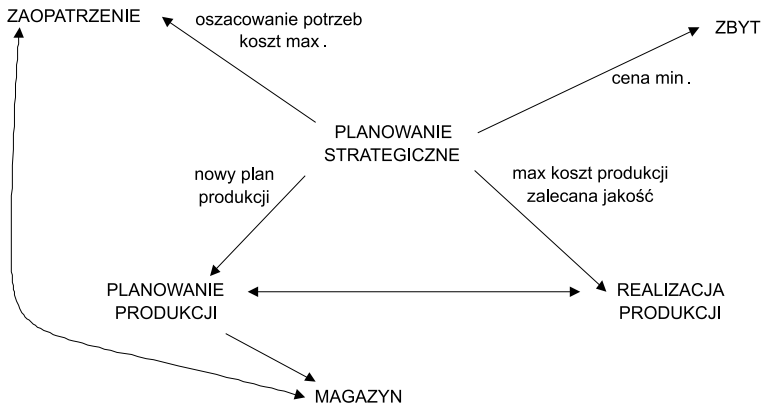 ZAOPATRZENIE
oszacowanie potrzeb
koszt max.
ZBYT
cena min.
PLANOWANIE
STRATEGICZNE
nowy plan
produkcji
max koszt produkcji
zalecana jakość
PLANOWANIE
PRODUKCJI
REALIZACJA
PRODUKCJI
MAGAZYN